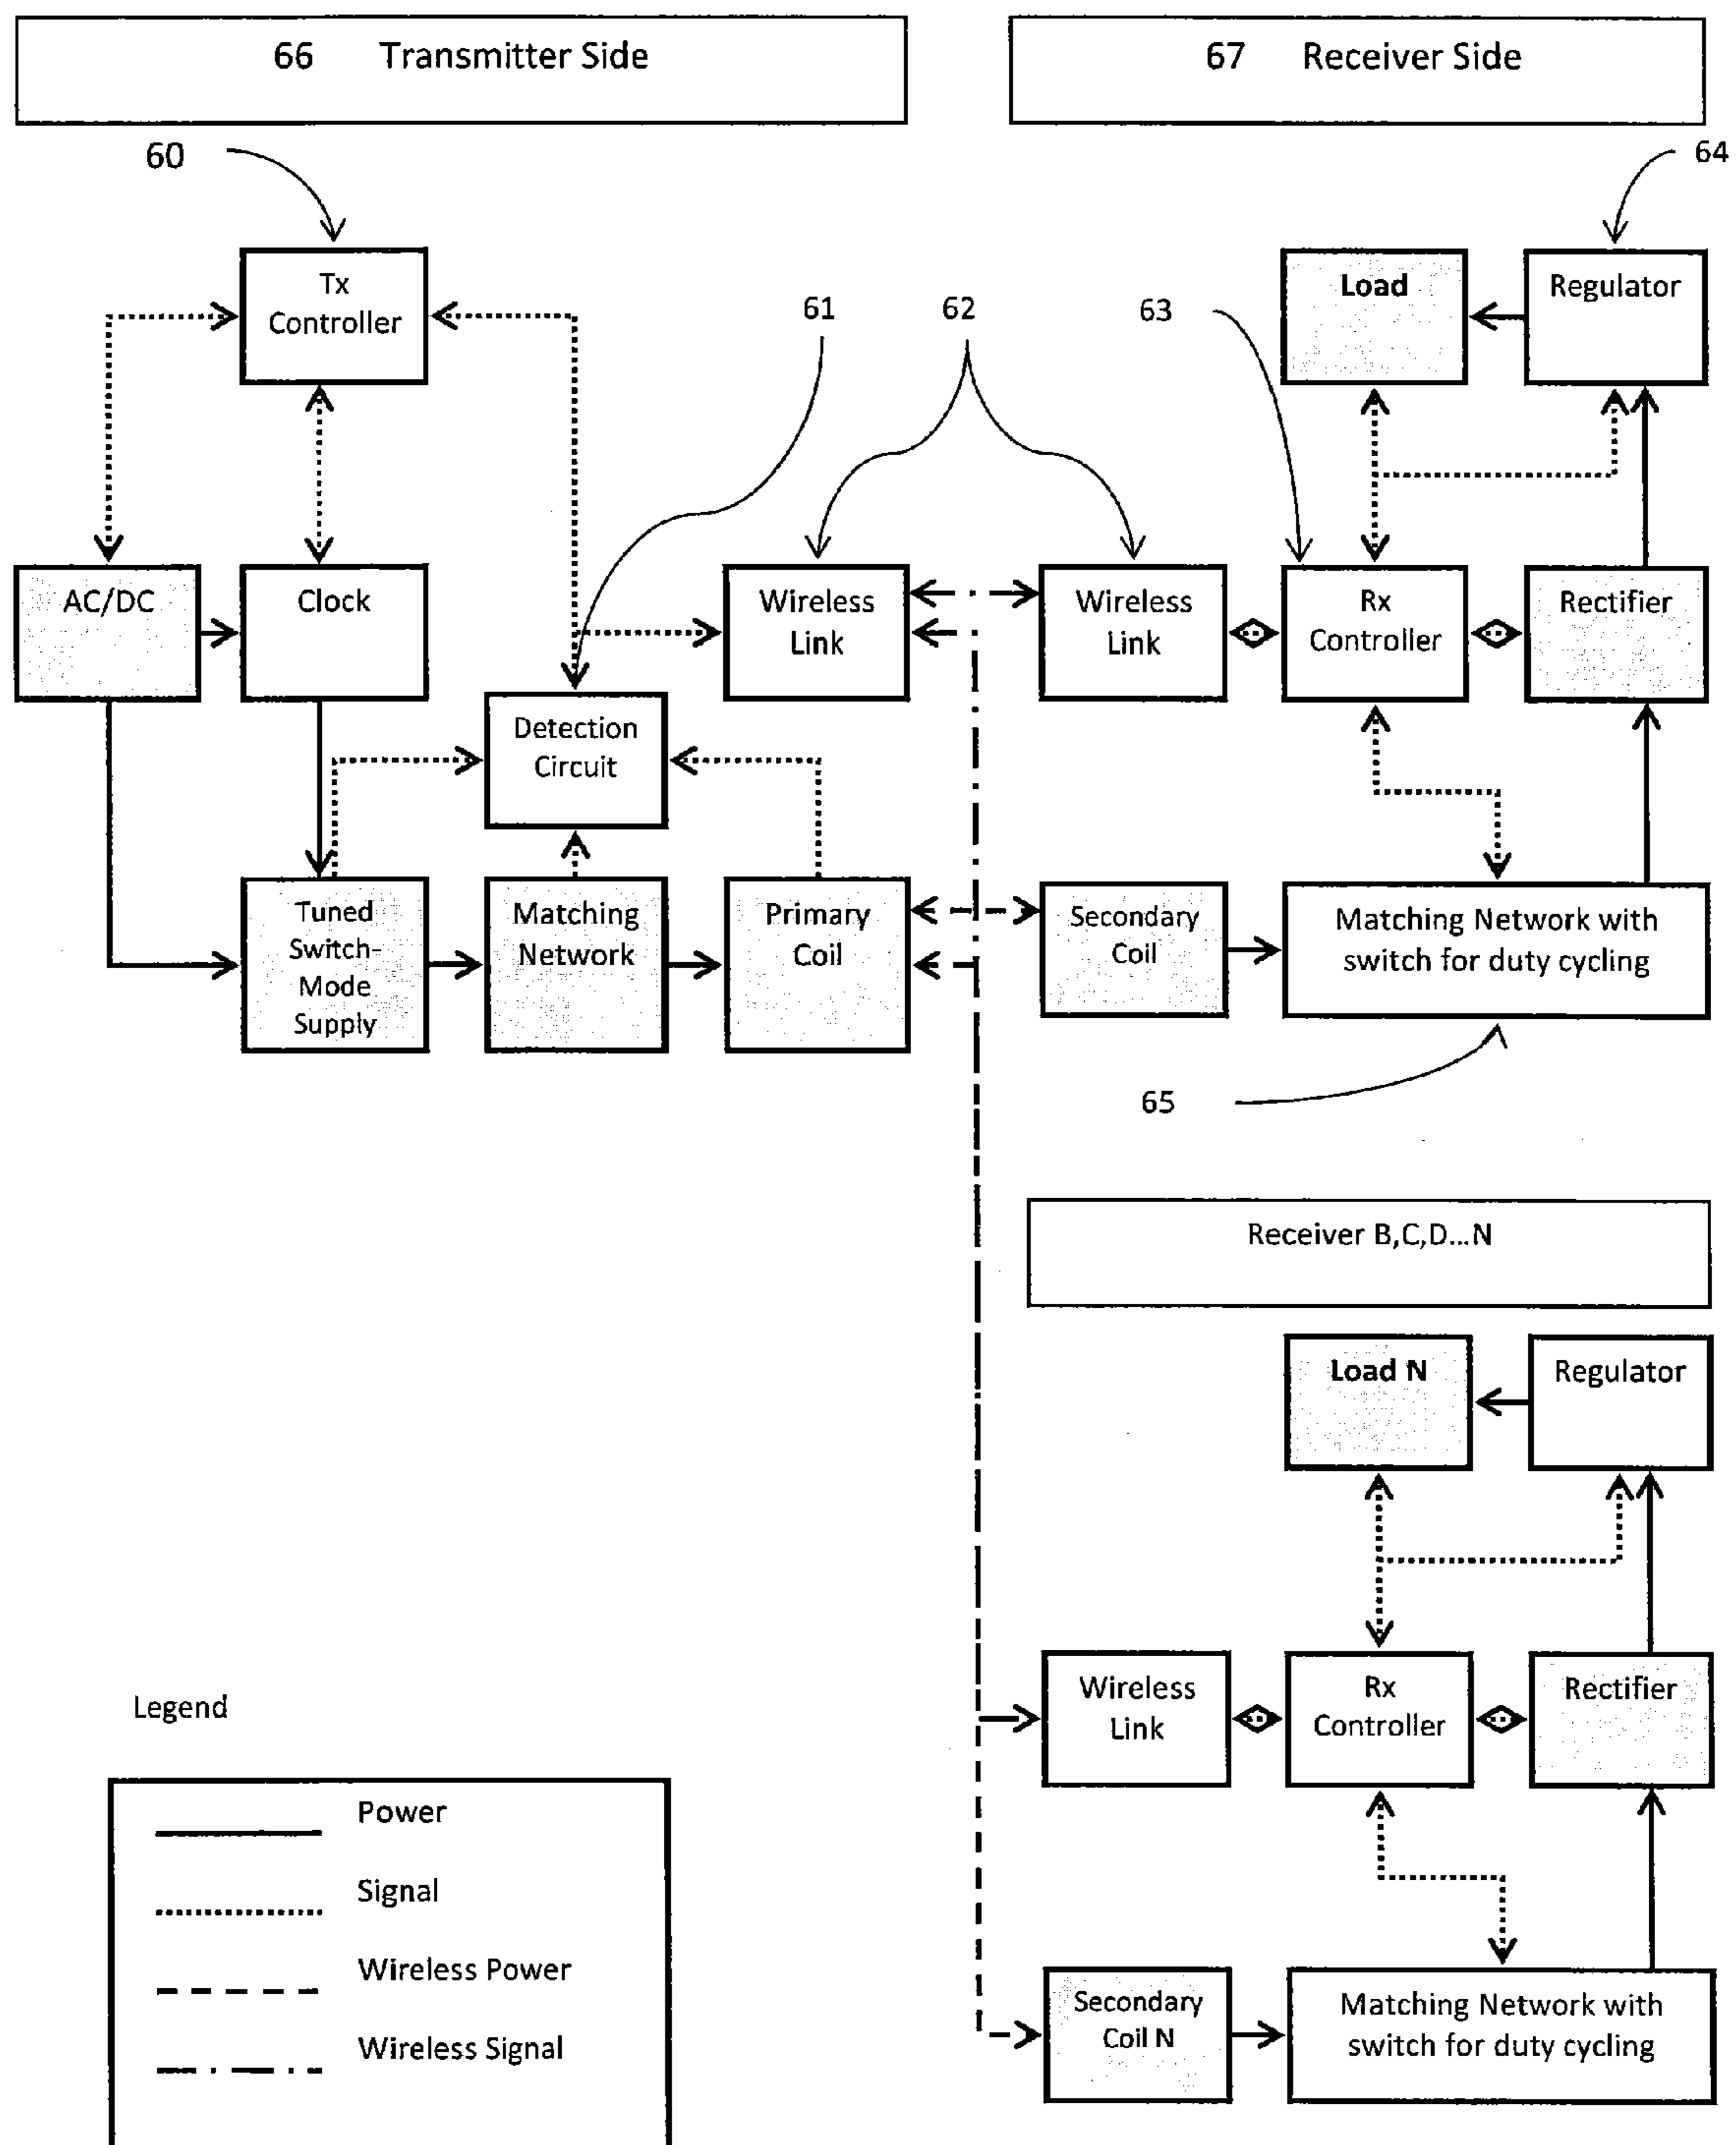 66 Transmitter Side
67 Receiver Side
60
64
Tx
Controller
61
62
63
Load
Regulator
AC/DC
Clock
Wireless
Link
Wireless
Link
Rx
Controller
Rectifier
Detection
Circuit
Tuned
Switch-
Mode
Supply
Matching
Network
Primary
Coil
Secondary
Coil
Matching Network with
switch for duty cycling
65
Receiver B,C,D...N
Load N
Regulator
Wireless
Link
Rx
Controller
Rectifier
Secondary
Coil N
Matching Network with
switch for duty cycling
Legend
Power
Signal
Wireless Power
Wireless Signal